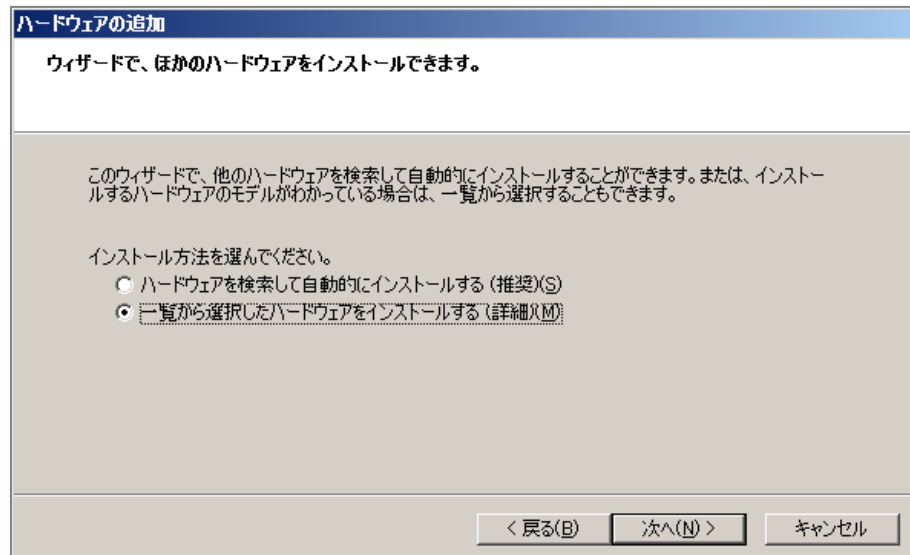 ハードウェアの追加
ウィザードで、ほかのハードウェアをインストールできます。
このウィザードで、他のハードウェアを検索して自動的にインストールすることができます。または、インストー
ルするハードウェアのモデルがわかっている場合は、一覧から選択することもできます。
インストール方法を選んでください。
ハードウェアを検索して自動的にインストールする (推奨)(S)
一覧から選択したハードウェアをインストールする (詳細)(M)
< 戻る(B) 次へ(N) > キャンセル